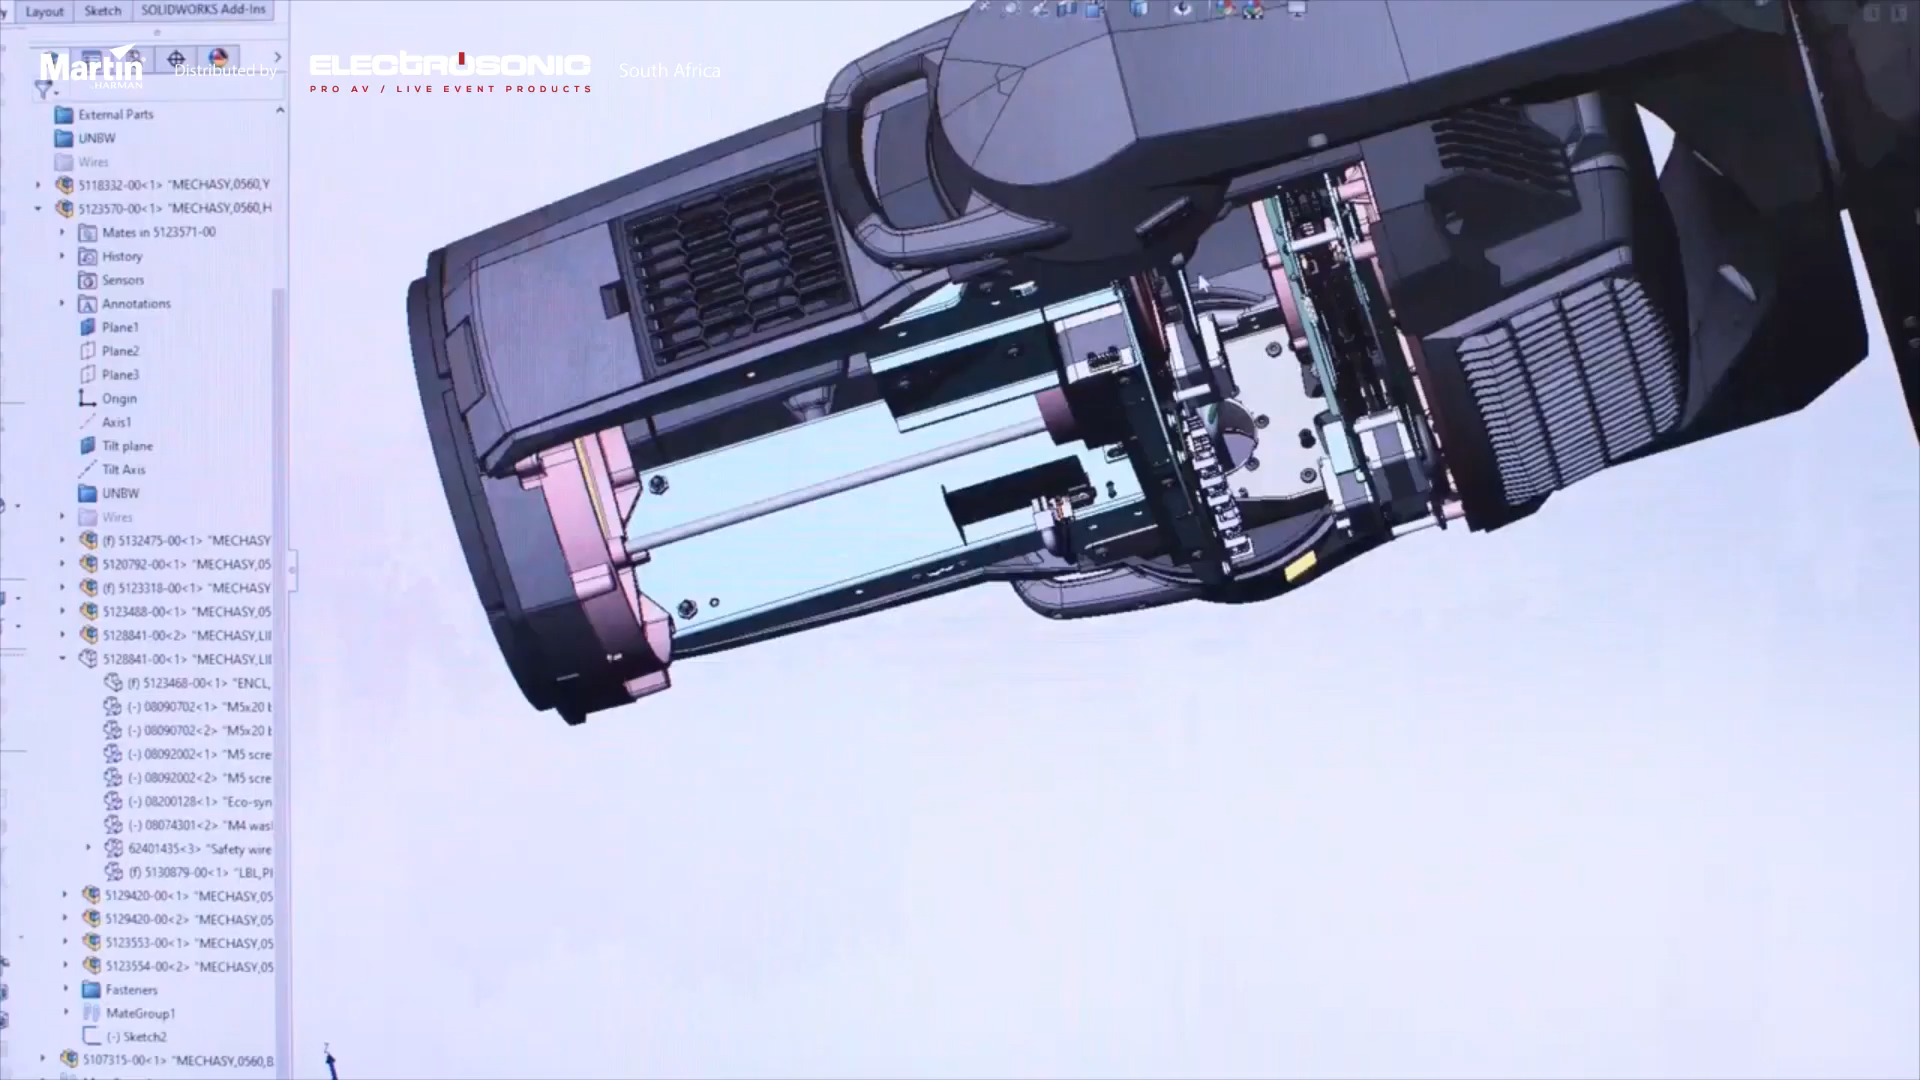 Layout Sketch SOLIDWORKS Add-Ins
Martin
HARMAN
Distributed by
ELECTROSONIC
South Africa
PRO AV / LIVE EVENT PRODUCTS
External Parts
UNBW
Wires
5118332-00<1> "MECHASY,0560,Y
5123570-00<1> "MECHASY,0560,H
Mates in 5123571-00
History
Sensors
Annotations
Plane1
Plane2
Plane3
Origin
Axis1
Tilt plane
Tilt Axis
UNBW
Wires
(f) 5132475-00<1> "MECHASY
5120792-00<1> "MECHASY,05
(f) 5123318-00<1> "MECHASY
5123488-00<1> "MECHASY,05
5128841-00<2> "MECHASY,LII
5128841-00<1> "MECHASY,LII
(f) 5123468-00<1> "ENCL,
(-) 08090702<1> "M5x20 b
(-) 08090702<2> "M5x20 b
(-) 08092002<1> "M5 scre
(-) 08092002<2> "M5 scre
(-) 08200128<1> "Eco-syn
(-) 08074301<2> "M4 was
62401435<3> "Safety wire
(f) 5130879-00<1> "LBL,PI
5129420-00<1> "MECHASY,05
5129420-00<2> "MECHASY,05
5123553-00<1> "MECHASY,05
5123554-00<2> "MECHASY,05
Fasteners
MateGroup1
(-) Sketch2
5107315-00<1> "MECHASY,0560,B
Z